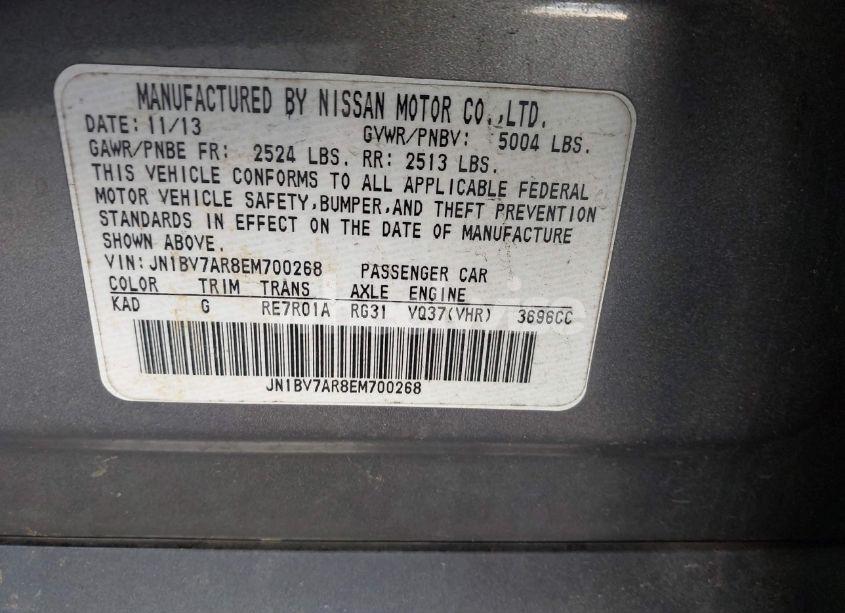 MANUFACTURED BY NISSAN MOTOR CO.,LTD.
DATE: 11/13 GVWR/PNBV: 5004 LBS.
GAWR/PNBE FR: 2524 LBS. RR: 2513 LBS.
THIS VEHICLE CONFORMS TO ALL APPLICABLE FEDERAL
MOTOR VEHICLE SAFETY,BUMPER,AND THEFT PREVENTION
STANDARDS IN EFFECT ON THE DATE OF MANUFACTURE
SHOWN ABOVE.
VIN: JN1BV7AR8EM700268 PASSENGER CAR
COLOR TRIM TRANS AXLE ENGINE
KAD G RE7R01A RG31 VQ37(VHR) 3696CC
JN1BV7AR8EM700268